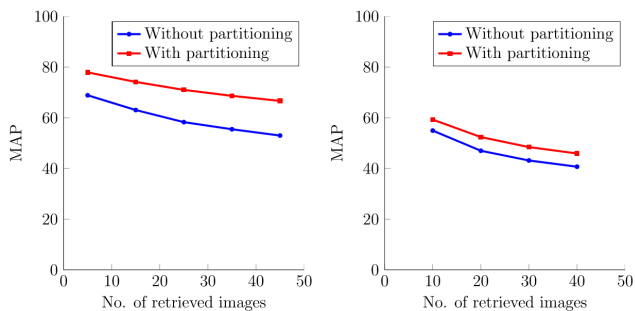 100
80
60
40
20
0
MAP
Without partitioning
With partitioning
0 10 20 30 40 50
No. of retrieved images
100
80
60
40
20
0
MAP
Without partitioning
With partitioning
0 10 20 30 40 50
No. of retrieved images